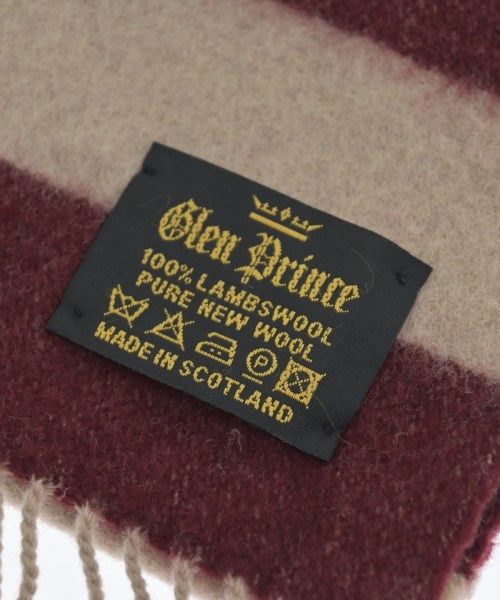 Glen Prince
100% LAMBSWOOL
PURE NEW WOOL
P
MADE IN SCOTLAND